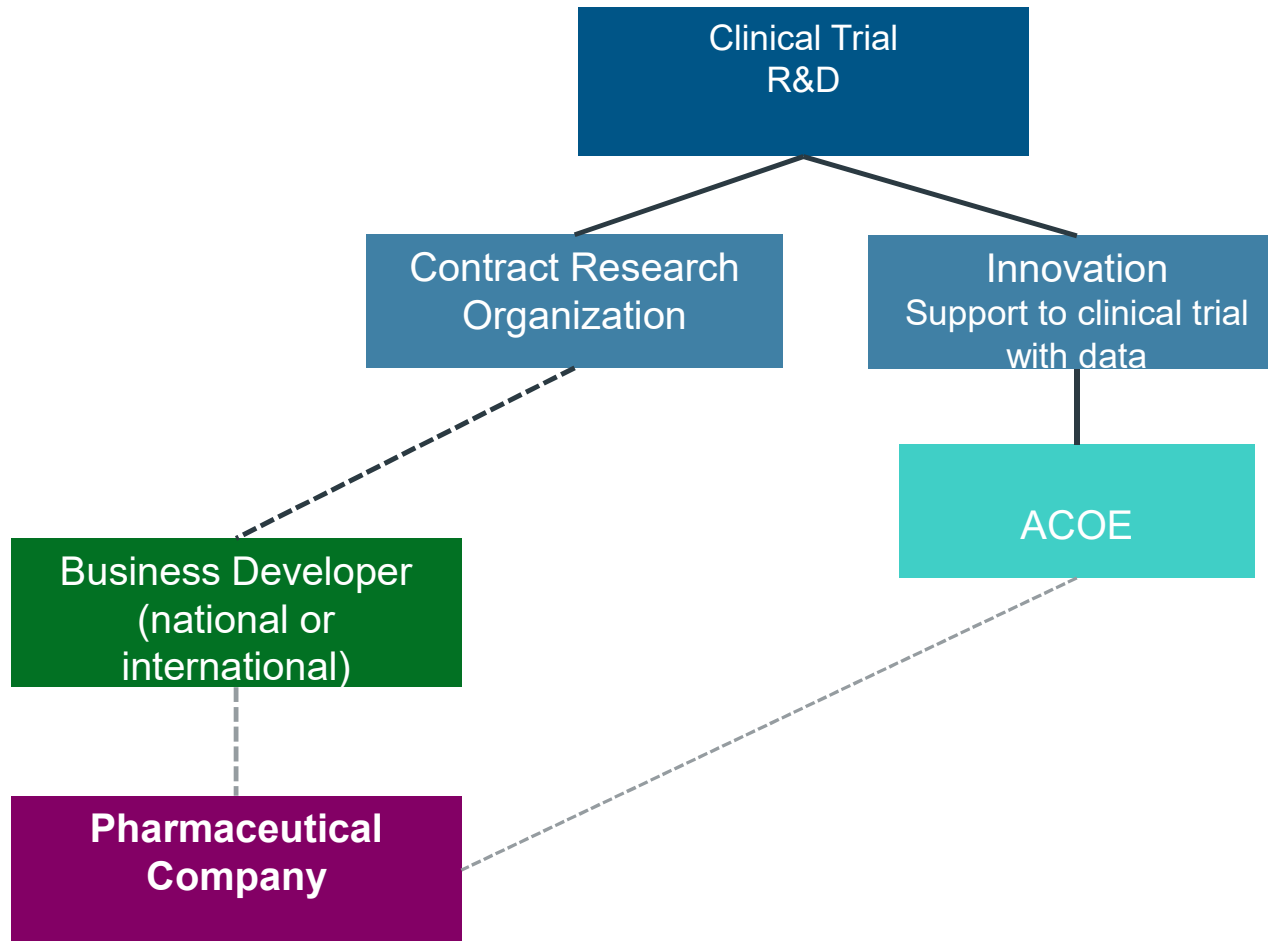 Clinical Trial
R&D
Contract Research
Organization
Innovation
Support to clinical trial
with data
ACOE
Business Developer
(national or
international)
Pharmaceutical
Company